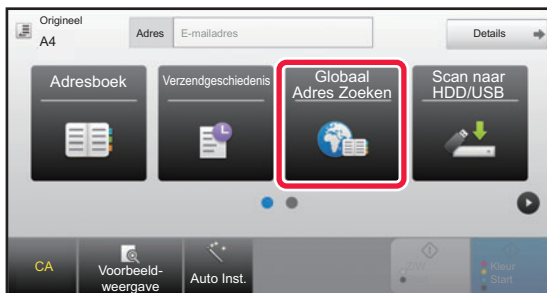 Origineel
A4
Adres
E-mailadres
Details
Adresboek
Verzendgeschiedenis
Globaal
Adres Zoeken
Scan naar
HDD/USB
CA
Voorbeeld-
weergave
Auto Inst.
Z/W
Start
Kleur
Start